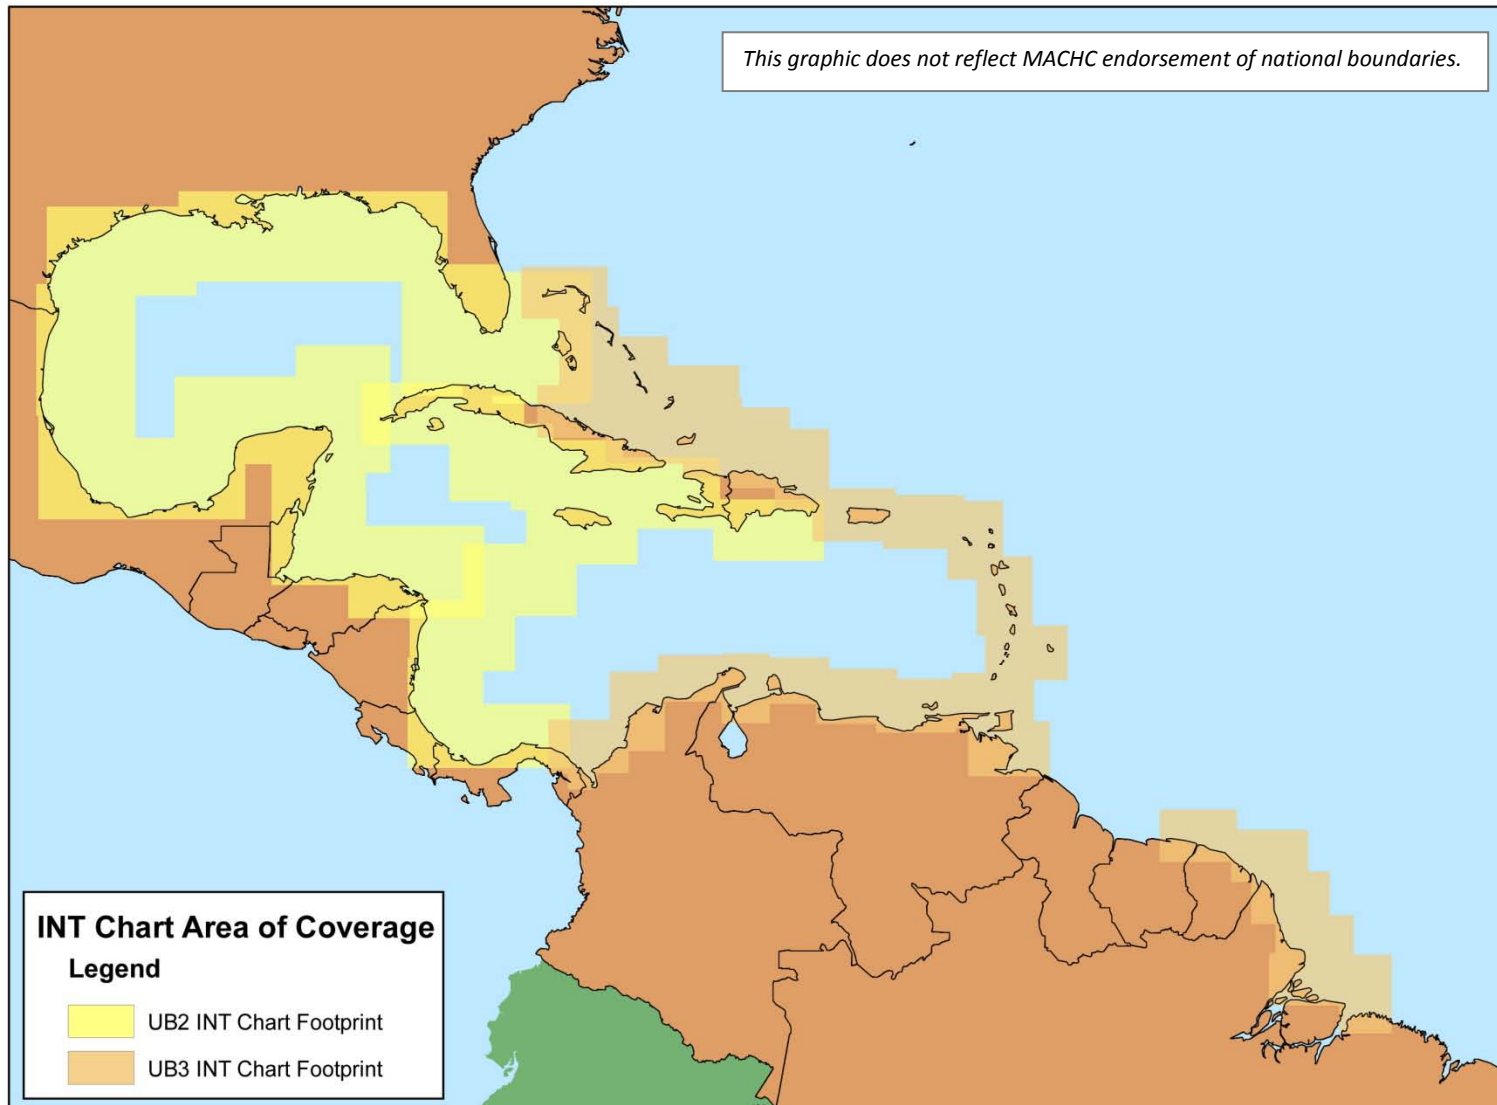 This graphic does not reflect MACHC endorsement of national boundaries.
INT Chart Area of Coverage
Legend
UB2 INT Chart Footprint
UB3 INT Chart Footprint